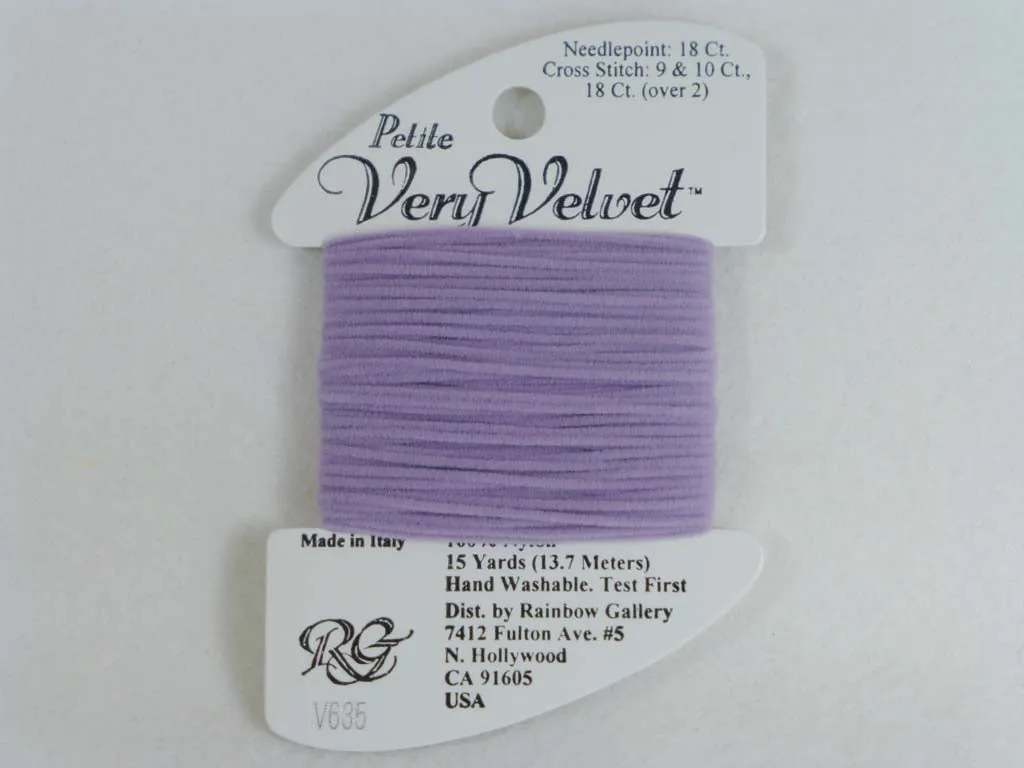 Needlepoint: 18 Ct.
Cross Stitch: 9 & 10 Ct.,
18 Ct. (over 2)
Petite
Very Velvet™
Made in Italy
100% Nylon
15 Yards (13.7 Meters)
Hand Washable. Test First
Dist. by Rainbow Gallery
7412 Fulton Ave. #5
N. Hollywood
CA 91605
USA
RG
V635